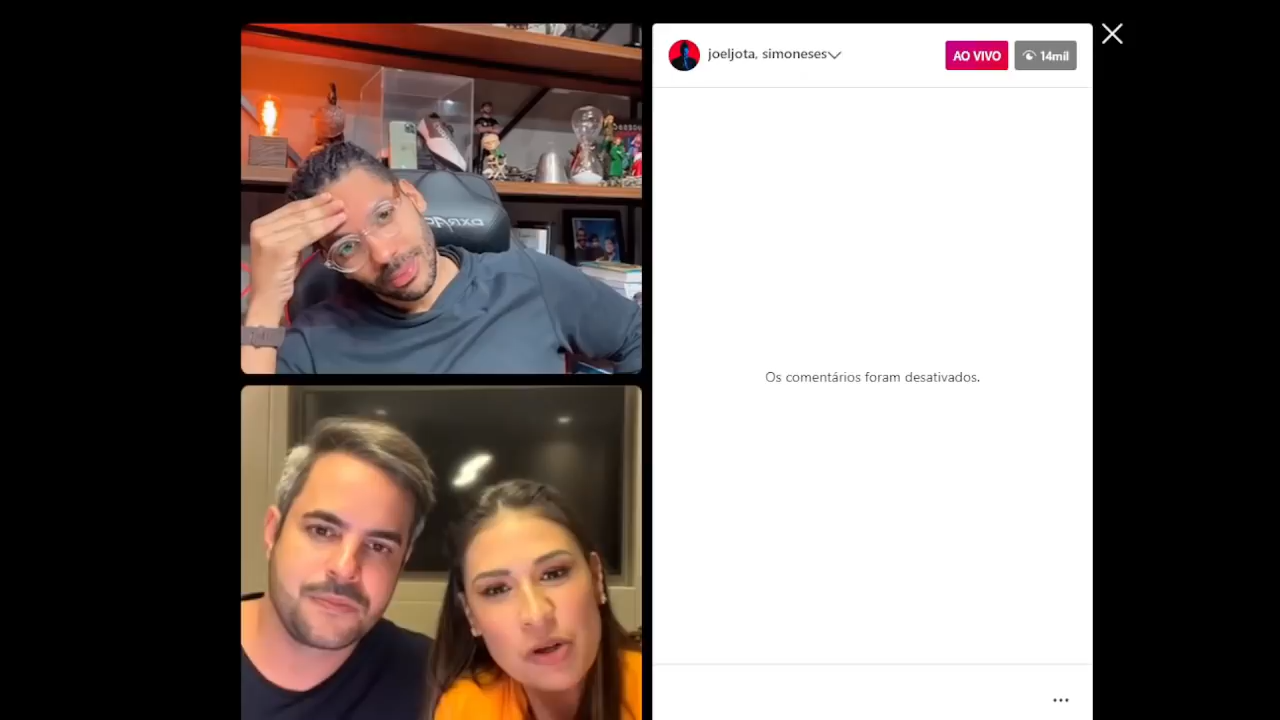 joeljota, simoneses
AO VIVO
14mil
Os comentários foram desativados.